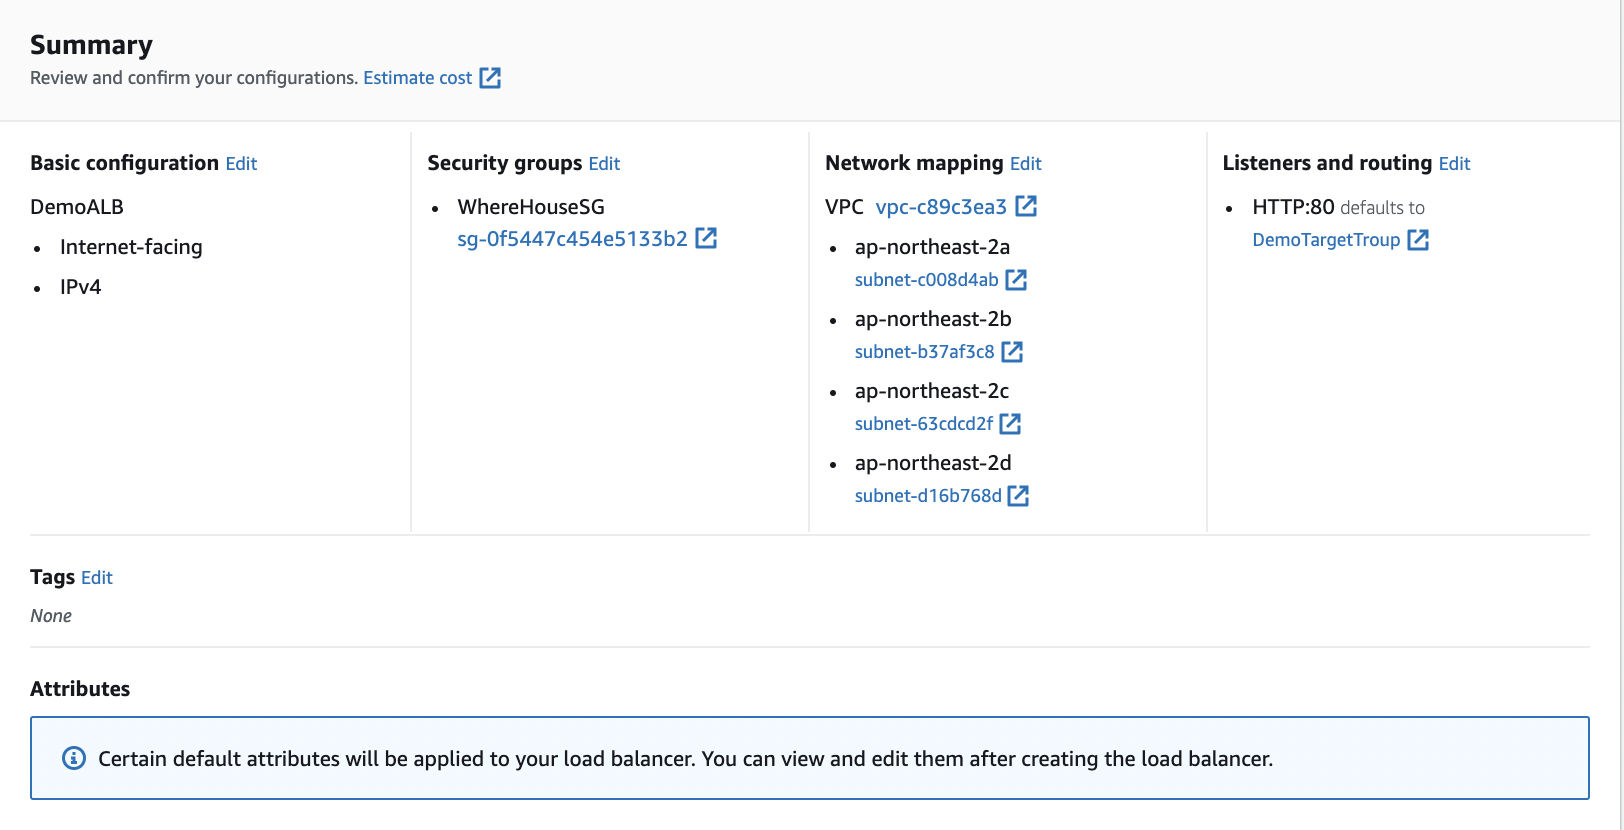 Summary
Review and confirm your configurations. Estimate cost
Basic configuration Edit
DemoALB
• Internet-facing
• IPv4
Security groups Edit
• WhereHouseSG
sg-0f5447c454e5133b2
Network mapping Edit
VPC vpc-c89c3ea3
• ap-northeast-2a
subnet-c008d4ab
• ap-northeast-2b
subnet-b37af3c8
• ap-northeast-2c
subnet-63cdcd2f
• ap-northeast-2d
subnet-d16b768d
Listeners and routing Edit
• HTTP:80 defaults to
DemoTargetTroup
Tags Edit
None
Attributes
Certain default attributes will be applied to your load balancer. You can view and edit them after creating the load balancer.